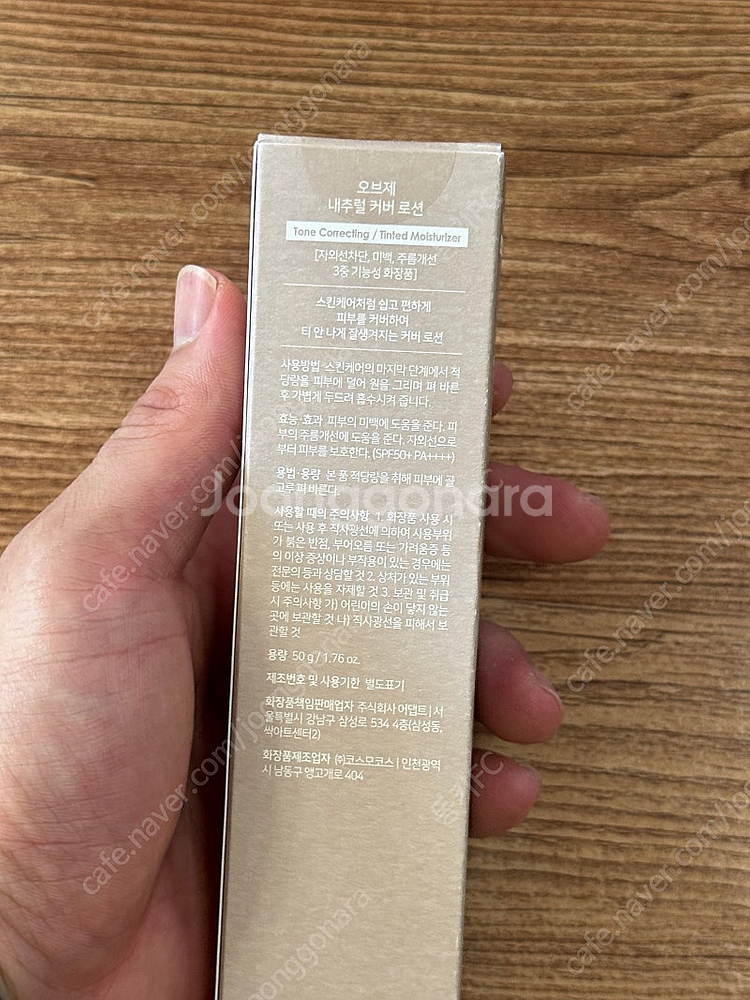 오브제
내추럴 커버 로션
Tone Correcting / Tinted Moisturizer
[자외선차단, 미백, 주름개선
3중 기능성 화장품]
스킨케어처럼 쉽고 편하게
피부를 커버하여
티 안 나게 잘생겨지는 커버 로션
사용방법 스킨케어의 마지막 단계에서 적
당량을 피부에 덜어 원을 그리며 펴 바른
후 가볍게 두드려 흡수시켜 줍니다.
효능·효과 피부의 미백에 도움을 준다. 피
부의 주름개선에 도움을 준다. 자외선으로
부터 피부를 보호한다. (SPF50+ PA++++)
용법·용량 본 품 적당량을 취해 피부에 골
고루 펴 바른다.
사용할 때의 주의사항 1. 화장품 사용 시
또는 사용 후 직사광선에 의하여 사용부위
가 붉은 반점, 부어오름 또는 가려움증 등
의 이상 증상이나 부작용이 있는 경우에는
전문의 등과 상담할 것 2. 상처가 있는 부위
등에는 사용을 자제할 것 3. 보관 및 취급
시 주의사항 가) 어린이의 손이 닿지 않는
곳에 보관할 것 나) 직사광선을 피해서 보
관할 것
용량 50 g / 1.76 oz.
제조번호 및 사용기한 별도표기
화장품책임판매업자 주식회사 어댑트 | 서
울특별시 강남구 삼성로 534 4층(삼성동,
싹아트센터2)
화장품제조업자 ㈜코스모코스 | 인천광역
시 남동구 앵고개로 404
Joonggonara
cafe.naver.com/joonggonara